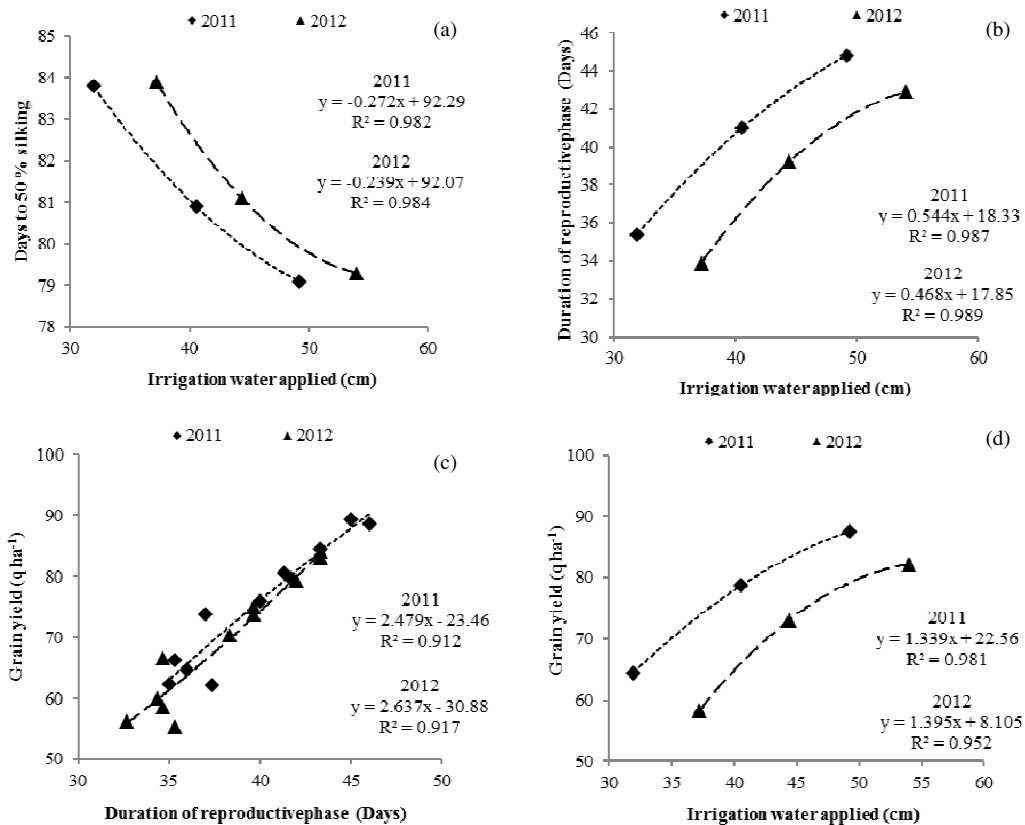 2011 2012 (a)
85
84
83
82
81
80
79
78
30 40 50 60
Days to 50 % silking
Irrigation water applied (cm)
2011
y = -0.272x + 92.29
R² = 0.982
2012
y = -0.239x + 92.07
R² = 0.984
2011 2012 (b)
46
44
42
40
38
36
34
32
30
30 40 50 60
Duration of reproductivephase (Days)
Irrigation water applied (cm)
2011
y = 0.544x + 18.33
R² = 0.987
2012
y = 0.468x + 17.85
R² = 0.989
2011 2012 (c)
100
90
80
70
60
50
30 35 40 45 50
Grain yield (q ha-1)
Duration of reproductivephase (Days)
2011
y = 2.479x - 23.46
R² = 0.912
2012
y = 2.637x - 30.88
R² = 0.917
2011 2012 (d)
100
90
80
70
60
50
30 35 40 45 50 55 60
Grain yield (q ha-1)
Irrigation water applied (cm)
2011
y = 1.339x + 22.56
R² = 0.981
2012
y = 1.395x + 8.105
R² = 0.952